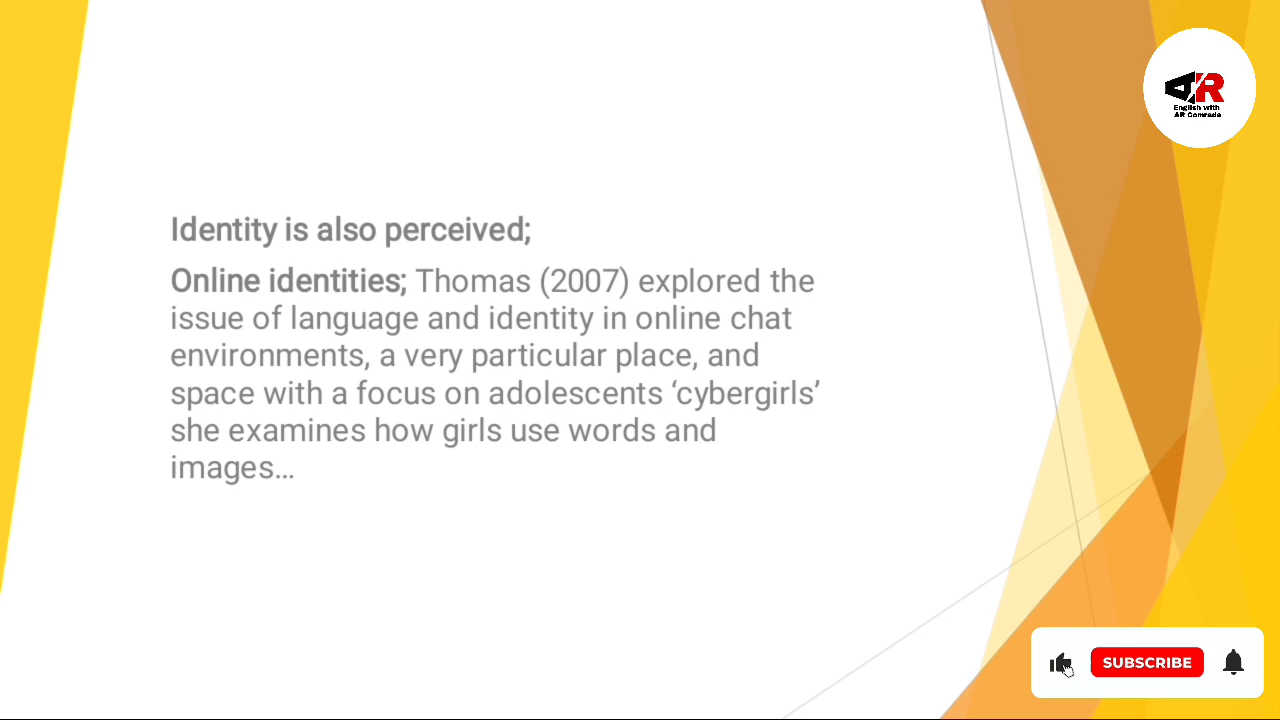 AR
English with
AR Comrade
Identity is also perceived;
Online identities; Thomas (2007) explored the
issue of language and identity in online chat
environments, a very particular place, and
space with a focus on adolescents ‘cybergirls’
she examines how girls use words and
images...
SUBSCRIBE